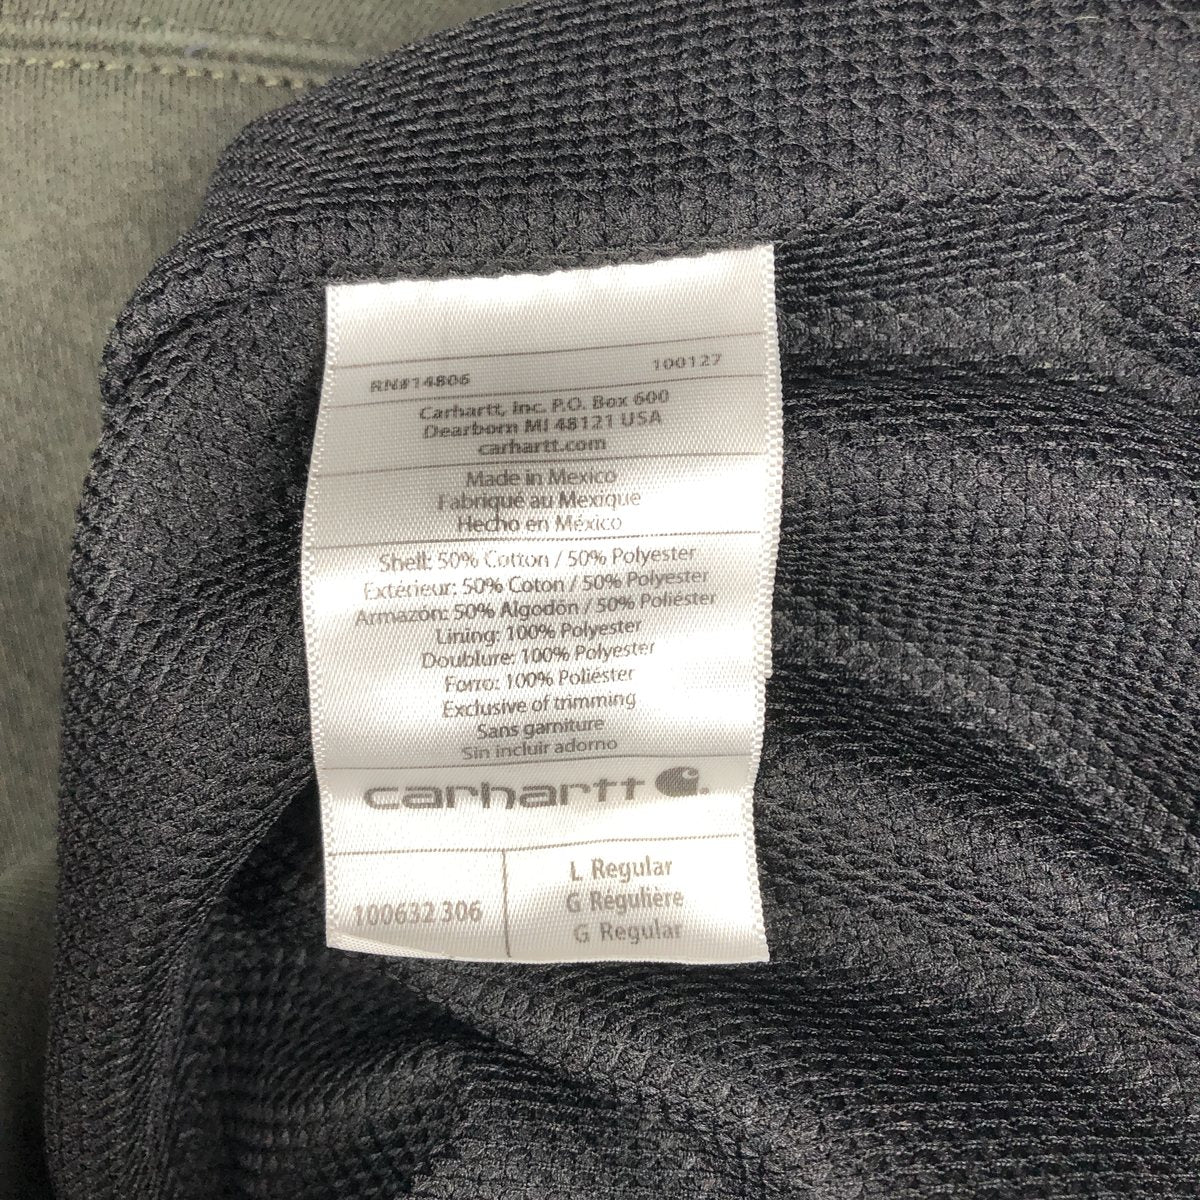 RN#14806 100127
Carhartt, Inc. P.O. Box 600
Dearborn MI 48121 USA
carhartt.com
Made in Mexico
Fabriqué au Mexique
Hecho en México
Shell: 50% Cotton / 50% Polyester
Extérieur: 50% Coton / 50% Polyester
Armazón: 50% Algodón / 50% Poliéster
Lining: 100% Polyester
Doublure: 100% Polyester
Forro: 100% Poliéster
Exclusive of trimming
Sans garniture
Sin incluir adorno
carhartt
100632 306
L Regular
G Régulière
G Regular